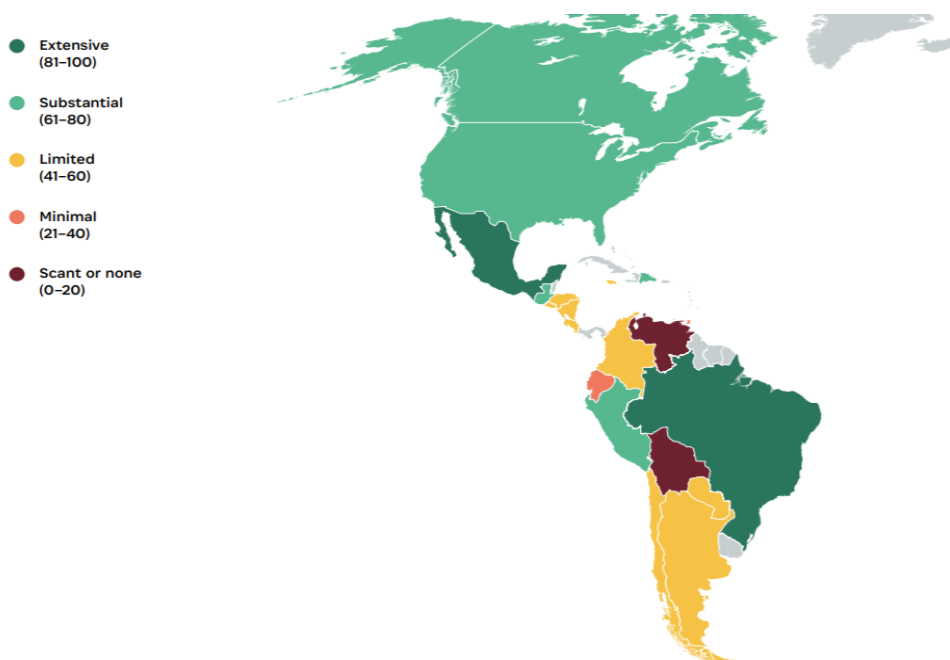 Extensive
(81–100)
Substantial
(61–80)
Limited
(41–60)
Minimal
(21–40)
Scant or none
(0–20)